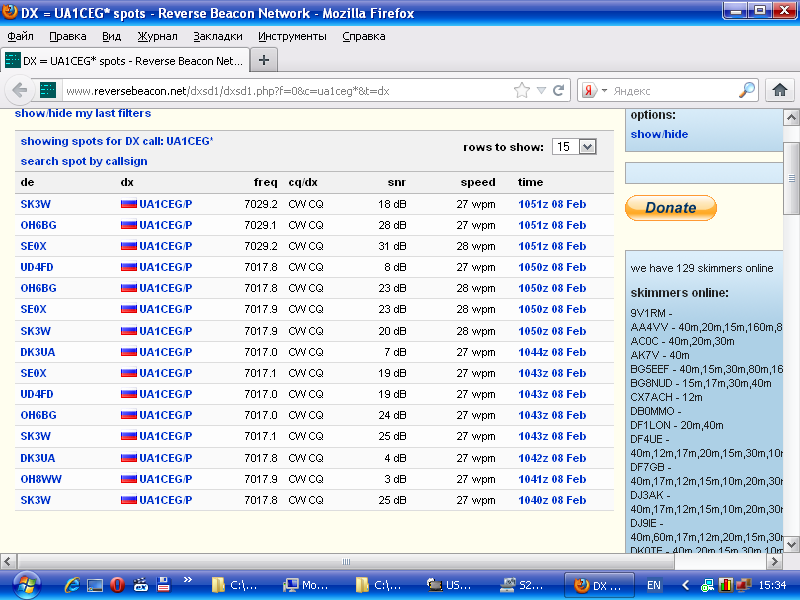 DX = UA1CEG* spots - Reverse Beacon Network - Mozilla Firefox
Файл Правка Вид Журнал Закладки Инструменты Справка
DX = UA1CEG* spots - Reverse Beacon Net...
www.reversebeacon.net/dxsd1/dxsd1.php?f=0&c=ua1ceg*&t=dx
Яндекс
show/hide my last filters
showing spots for DX call: UA1CEG*
search spot by callsign
rows to show: 15
de dx freq cq/dx snr speed time
SK3W UA1CEG/P 7029.2 CW CQ 18 dB 27 wpm 1051z 08 Feb
OH6BG UA1CEG/P 7029.1 CW CQ 28 dB 27 wpm 1051z 08 Feb
SE0X UA1CEG/P 7029.2 CW CQ 31 dB 28 wpm 1051z 08 Feb
UD4FD UA1CEG/P 7017.8 CW CQ 8 dB 27 wpm 1050z 08 Feb
OH6BG UA1CEG/P 7017.8 CW CQ 23 dB 28 wpm 1050z 08 Feb
SE0X UA1CEG/P 7017.9 CW CQ 23 dB 27 wpm 1050z 08 Feb
SK3W UA1CEG/P 7017.9 CW CQ 20 dB 28 wpm 1050z 08 Feb
DK3UA UA1CEG/P 7017.0 CW CQ 7 dB 27 wpm 1044z 08 Feb
SE0X UA1CEG/P 7017.1 CW CQ 19 dB 27 wpm 1043z 08 Feb
UD4FD UA1CEG/P 7017.0 CW CQ 19 dB 27 wpm 1043z 08 Feb
OH6BG UA1CEG/P 7017.0 CW CQ 24 dB 27 wpm 1043z 08 Feb
SK3W UA1CEG/P 7017.1 CW CQ 25 dB 27 wpm 1043z 08 Feb
DK3UA UA1CEG/P 7017.8 CW CQ 4 dB 27 wpm 1042z 08 Feb
OH8WW UA1CEG/P 7017.9 CW CQ 3 dB 27 wpm 1041z 08 Feb
SK3W UA1CEG/P 7017.8 CW CQ 25 dB 27 wpm 1040z 08 Feb
options:
show/hide
Donate
we have 129 skimmers online
skimmers online:
9V1RM -
AA4VV - 40m,20m,15m,160m,8
AC0C - 40m,20m,30m
AK7V - 40m
BG5EEF - 40m,15m,30m,80m,16
BG8NUD - 15m,17m,30m,40m
CX7ACH - 12m
DB0MMO -
DF1LON - 20m,40m
DF4UE -
40m,12m,17m,20m,15m,30m,10m
DF7GB -
40m,17m,12m,15m,10m,20m,30m
DJ3AK -
40m,17m,12m,15m,10m,20m,30m
DJ9IE -
40m,60m,17m,12m,20m,15m,30m
DK0TE - 40m,20m,15m,30m,10m
C:\... Mo... C:\... US... S2... DX ... EN 15:34